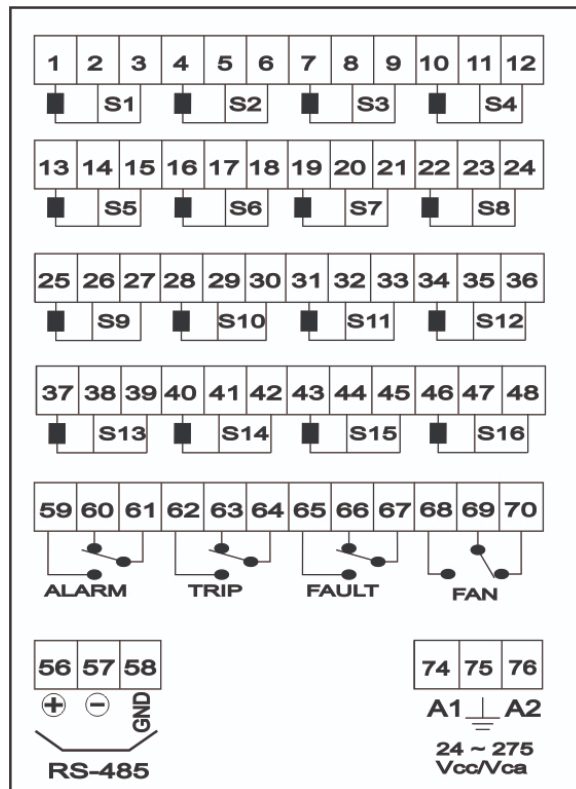 1 2 3 4 5 6 7 8 9 10 11 12
S1 S2 S3 S4
13 14 15 16 17 18 19 20 21 22 23 24
S5 S6 S7 S8
25 26 27 28 29 30 31 32 33 34 35 36
S9 S10 S11 S12
37 38 39 40 41 42 43 44 45 46 47 48
S13 S14 S15 S16
59 60 61 62 63 64 65 66 67 68 69 70
ALARM TRIP FAULT FAN
56 57 58 74 75 76
+ − GND A1 A2
RS-485
24 ~ 275
Vcc/Vca